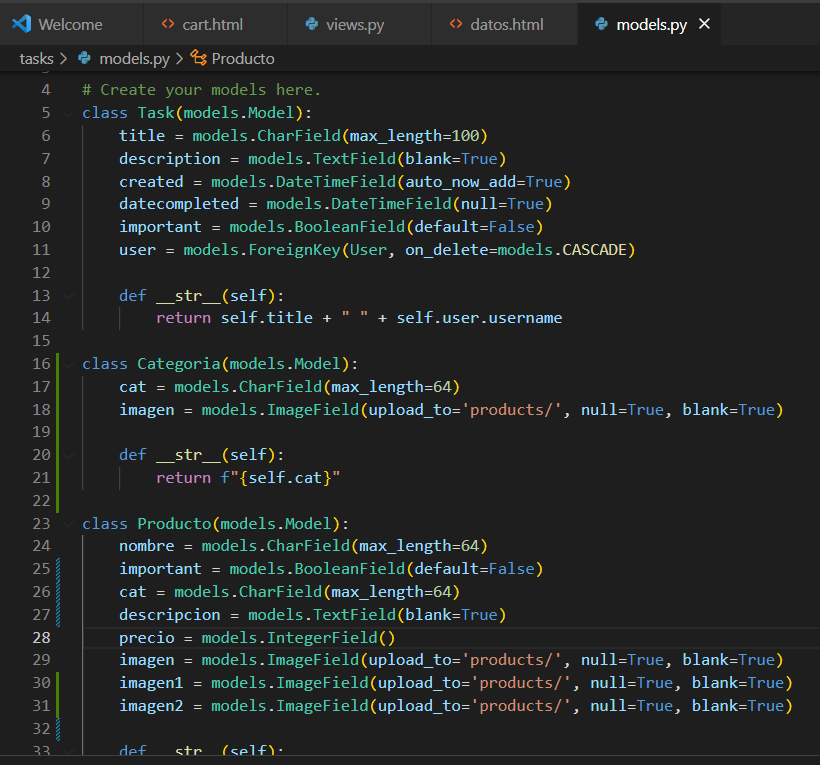 Welcome <> cart.html views.py <> datos.html models.py ×
tasks > models.py > Producto
4 # Create your models here.
5 class Task(models.Model):
6 title = models.CharField(max_length=100)
7 description = models.TextField(blank=True)
8 created = models.DateTimeField(auto_now_add=True)
9 datecompleted = models.DateTimeField(null=True)
10 important = models.BooleanField(default=False)
11 user = models.ForeignKey(User, on_delete=models.CASCADE)
12
13 def __str__(self):
14 return self.title + " " + self.user.username
15
16 class Categoria(models.Model):
17 cat = models.CharField(max_length=64)
18 imagen = models.ImageField(upload_to='products/', null=True, blank=True)
19
20 def __str__(self):
21 return f"{self.cat}"
22
23 class Producto(models.Model):
24 nombre = models.CharField(max_length=64)
25 important = models.BooleanField(default=False)
26 cat = models.CharField(max_length=64)
27 descripcion = models.TextField(blank=True)
28 precio = models.IntegerField()
29 imagen = models.ImageField(upload_to='products/', null=True, blank=True)
30 imagen1 = models.ImageField(upload_to='products/', null=True, blank=True)
31 imagen2 = models.ImageField(upload_to='products/', null=True, blank=True)
32
33 def __str__(self):